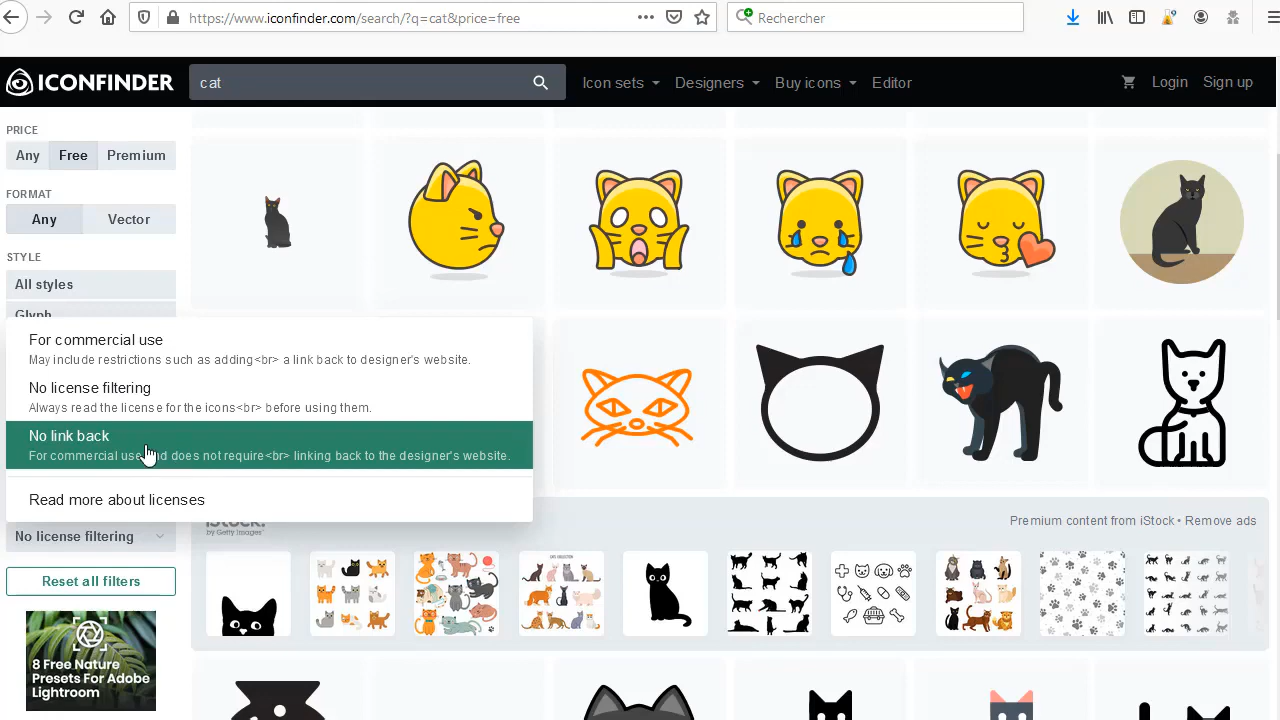 https://www.iconfinder.com/search/?q=cat&price=free
Rechercher
ICONFINDER
cat
Icon sets
Designers
Buy icons
Editor
Login
Sign up
PRICE
Any
Free
Premium
FORMAT
Any
Vector
STYLE
All styles
Glyph
For commercial use
May include restrictions such as adding<br> a link back to designer's website.
No license filtering
Always read the license for the icons<br> before using them.
No link back
For commercial use and does not require<br> linking back to the designer's website.
Read more about licenses
No license filtering
Reset all filters
iStock.
by Getty Images
Premium content from iStock • Remove ads
8 Free Nature
Presets For Adobe
Lightroom